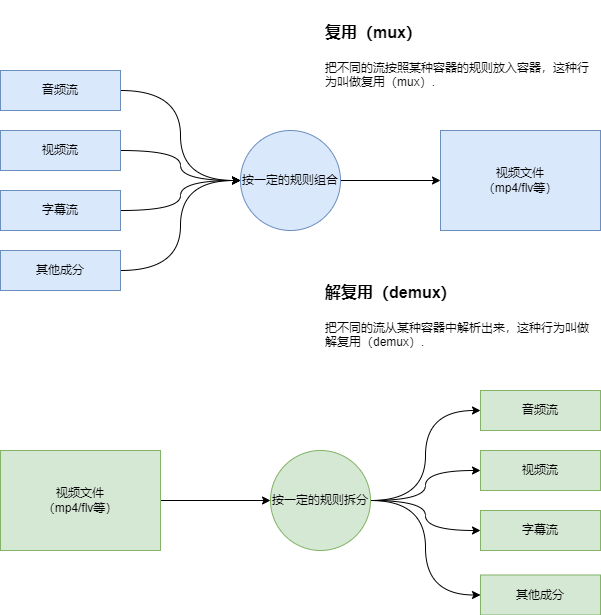 复用（mux）
把不同的流按照某种容器的规则放入容器，这种行
为叫做复用（mux）.
音频流
视频流
字幕流
其他成分
按一定的规则组合
视频文件
（mp4/flv等）
解复用（demux）
把不同的流从某种容器中解析出来，这种行为叫做
解复用（demux）.
视频文件
（mp4/flv等）
按一定的规则拆分
音频流
视频流
字幕流
其他成分